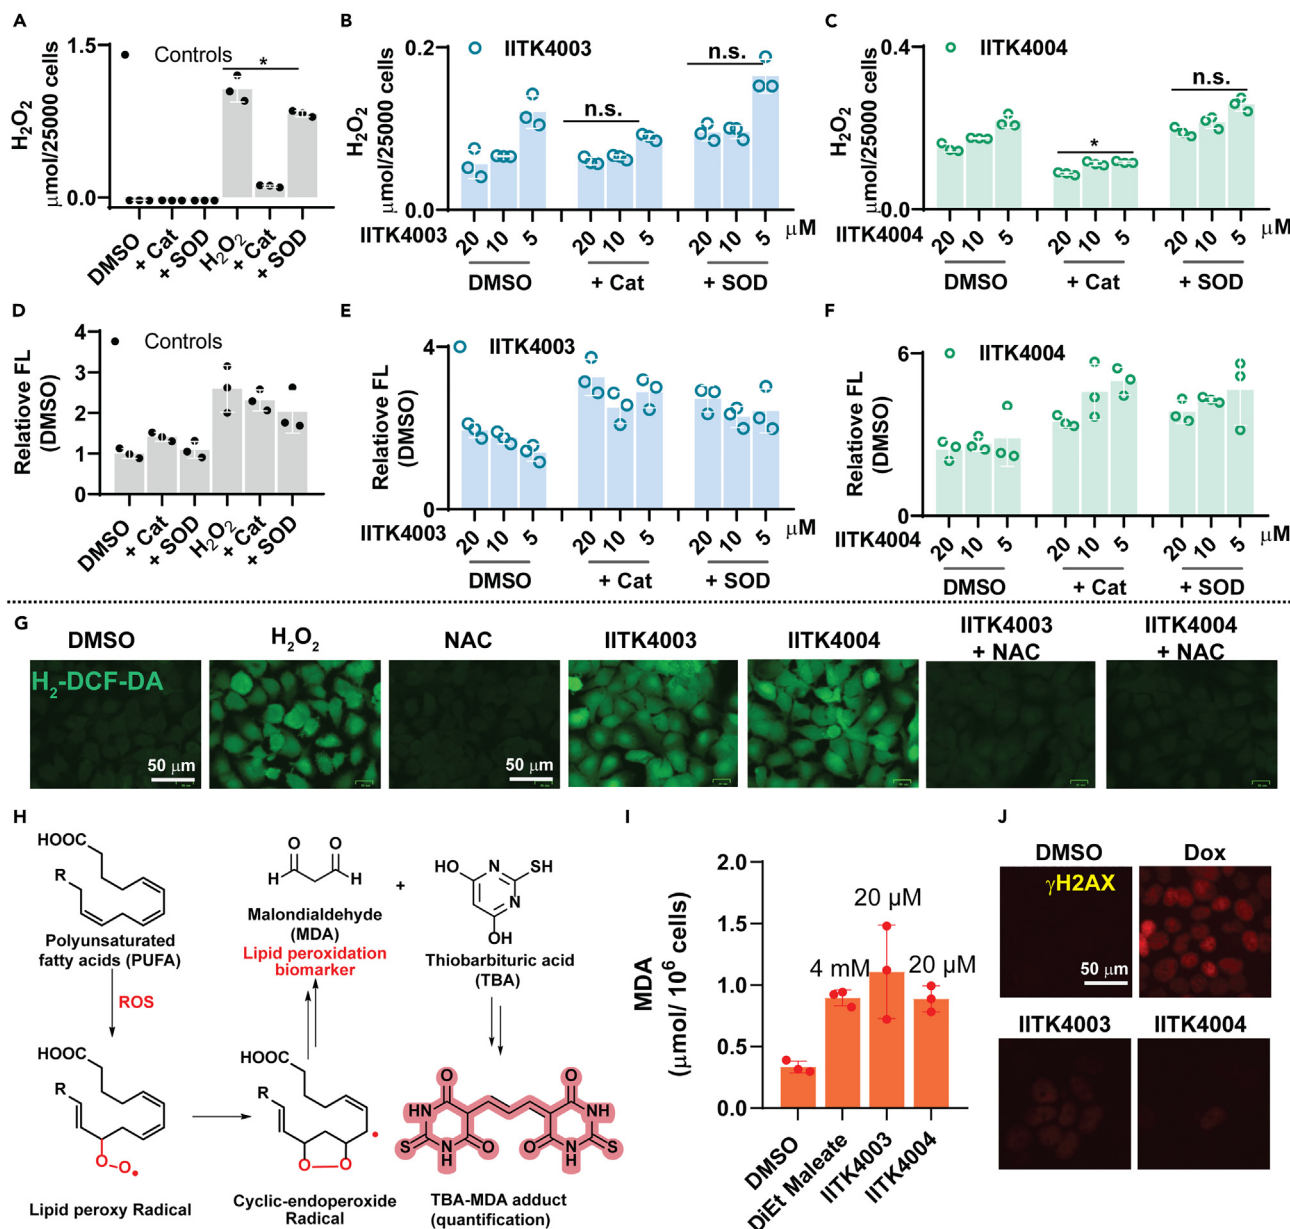 A
H2O2
μmol/25000 cells
1.5
0.0
Controls
*
DMSO
+ Cat
+ SOD
H2O2
+ Cat
+ SOD
B
H2O2
μmol/25000 cells
0.2
0.0
IITK4003
n.s.
n.s.
IITK4003
20
10
5
20
10
5
20
10
5
μM
DMSO
+ Cat
+ SOD
C
H2O2
μmol/25000 cells
0.4
0.0
IITK4004
*
n.s.
IITK4004
20
10
5
20
10
5
20
10
5
μM
DMSO
+ Cat
+ SOD
D
Relative FL
(DMSO)
4
3
2
1
0
Controls
DMSO
+ Cat
+ SOD
H2O2
+ Cat
+ SOD
E
Relative FL
(DMSO)
4
0
IITK4003
IITK4003
20
10
5
20
10
5
20
10
5
μM
DMSO
+ Cat
+ SOD
F
Relative FL
(DMSO)
6
0
IITK4004
IITK4004
20
10
5
20
10
5
20
10
5
μM
DMSO
+ Cat
+ SOD
G
DMSO
H2O2
NAC
IITK4003
IITK4004
IITK4003
+ NAC
IITK4004
+ NAC
H2-DCF-DA
50 μm
50 μm
H
HOOC
R
Polyunsaturated
fatty acids (PUFA)
ROS
HOOC
R
O
O
Lipid peroxy Radical
O
O
H
H
Malondialdehyde
(MDA)
Lipid peroxidation
biomarker
+
HO
N
SH
N
OH
Thiobarbituric acid
(TBA)
HOOC
R
O
O
Cyclic-endoperoxide
Radical
O
O
HN
NH
S
N
H
O
O
N
H
S
TBA-MDA adduct
(quantification)
I
MDA
(μmol/ 10^6 cells)
2.0
1.5
1.0
0.5
0.0
4 mM
20 μM
20 μM
DMSO
DiEt Maleate
IITK4003
IITK4004
J
DMSO
Dox
γH2AX
50 μm
IITK4003
IITK4004